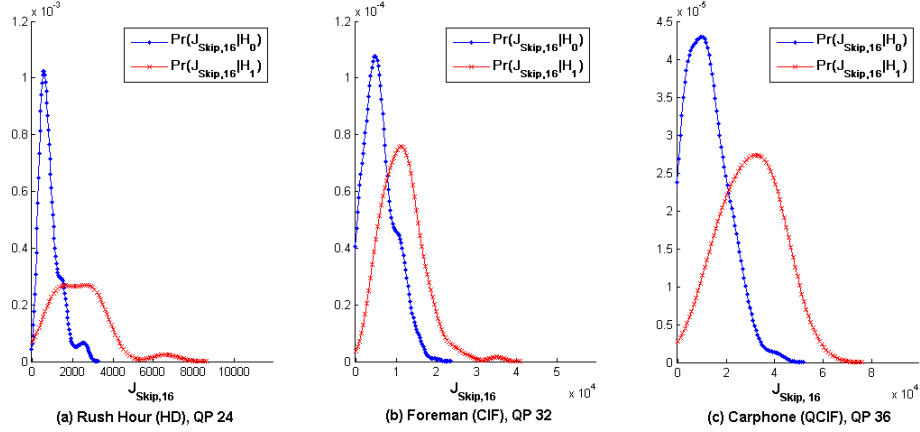 x 10^-3
1.2
1
0.8
0.6
0.4
0.2
0
0 2000 4000 6000 8000 10000
Pr(J_Skip,16|H_0)
Pr(J_Skip,16|H_1)
J_Skip,16
(a) Rush Hour (HD), QP 24
x 10^-4
1.2
1
0.8
0.6
0.4
0.2
0
0 1 2 3 4 5
x 10^4
Pr(J_Skip,16|H_0)
Pr(J_Skip,16|H_1)
J_Skip,16
(b) Foreman (CIF), QP 32
x 10^-5
4.5
4
3.5
3
2.5
2
1.5
1
0.5
0
0 2 4 6 8
x 10^4
Pr(J_Skip,16|H_0)
Pr(J_Skip,16|H_1)
J_Skip,16
(c) Carphone (QCIF), QP 36